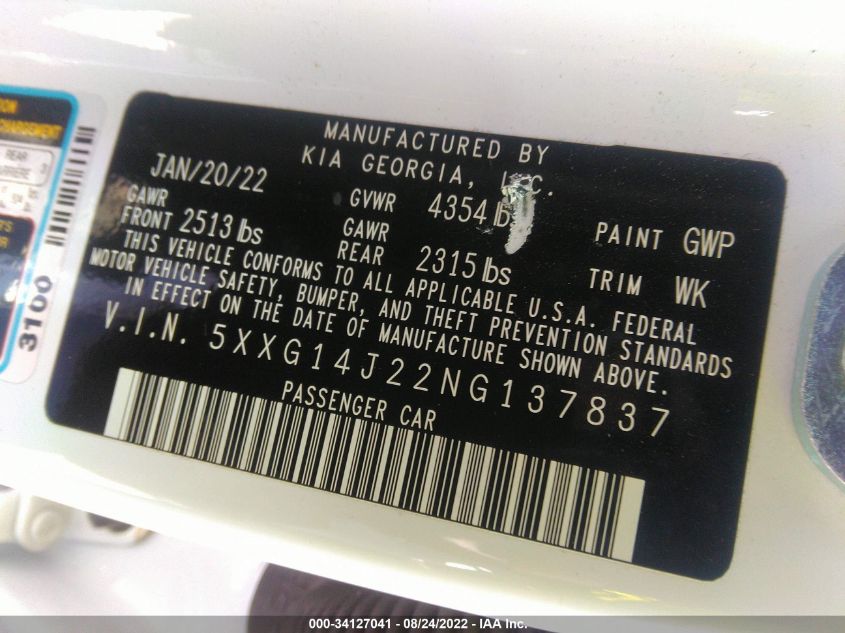 MANUFACTURED BY
KIA GEORGIA, INC.
JAN/20/22
GVWR 4354 lb
GAWR
FRONT 2513 lbs
GAWR
REAR 2315 lbs
PAINT GWP
TRIM WK
THIS VEHICLE CONFORMS TO ALL APPLICABLE U.S.A. FEDERAL
MOTOR VEHICLE SAFETY, BUMPER, AND THEFT PREVENTION STANDARDS
IN EFFECT ON THE DATE OF MANUFACTURE SHOWN ABOVE.
V.I.N. 5XXG14J22NG137837
PASSENGER CAR
REAR
3100
000-34127041 - 08/24/2022 - IAAI Inc.